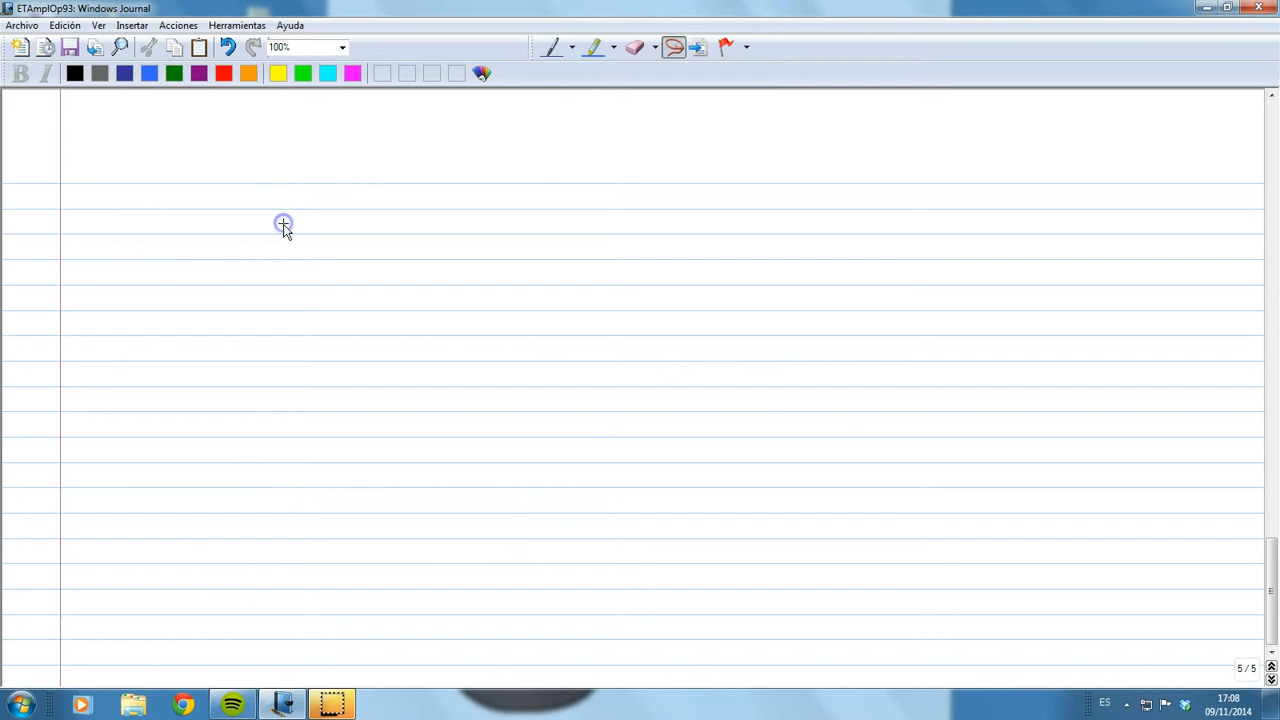 ETAmplOp93: Windows Journal
Archivo Edición Ver Insertar Acciones Herramientas Ayuda
100%
B I
5 / 5
ES 17:08
09/11/2014